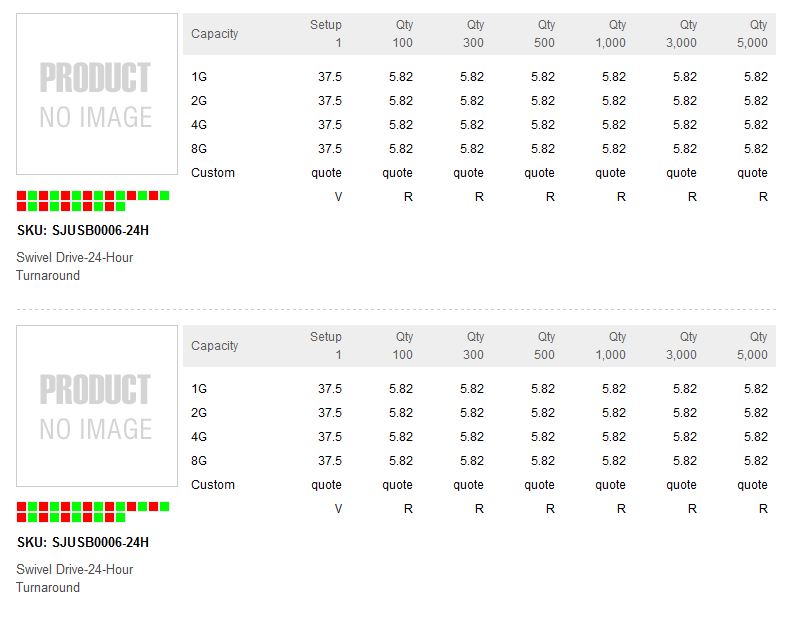 PRODUCT
NO IMAGE
SKU: SJUSB0006-24H
Swivel Drive-24-Hour
Turnaround
Capacity Setup 1 Qty 100 Qty 300 Qty 500 Qty 1,000 Qty 3,000 Qty 5,000
1G 37.5 5.82 5.82 5.82 5.82 5.82 5.82
2G 37.5 5.82 5.82 5.82 5.82 5.82 5.82
4G 37.5 5.82 5.82 5.82 5.82 5.82 5.82
8G 37.5 5.82 5.82 5.82 5.82 5.82 5.82
Custom quote quote quote quote quote quote quote
V R R R R R R
PRODUCT
NO IMAGE
SKU: SJUSB0006-24H
Swivel Drive-24-Hour
Turnaround
Capacity Setup 1 Qty 100 Qty 300 Qty 500 Qty 1,000 Qty 3,000 Qty 5,000
1G 37.5 5.82 5.82 5.82 5.82 5.82 5.82
2G 37.5 5.82 5.82 5.82 5.82 5.82 5.82
4G 37.5 5.82 5.82 5.82 5.82 5.82 5.82
8G 37.5 5.82 5.82 5.82 5.82 5.82 5.82
Custom quote quote quote quote quote quote quote
V R R R R R R